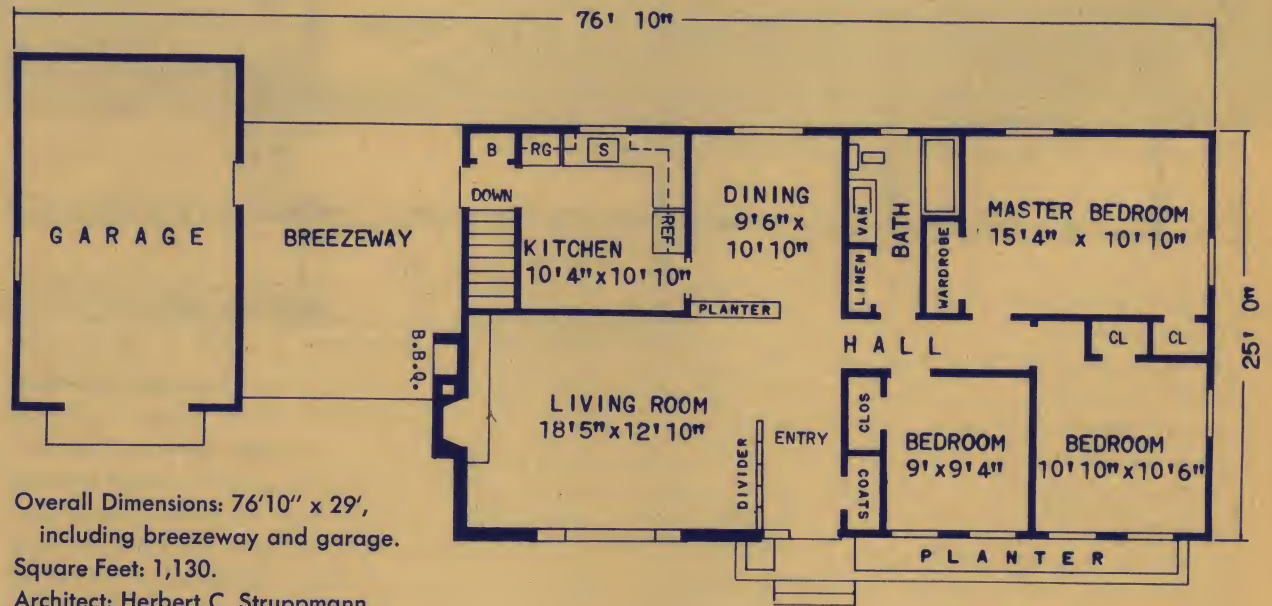 76' 10"
GARAGE
BREEZEWAY
B
RG
S
DOWN
REF
KITCHEN
10'4"x10'10"
DINING
9'6"x
10'10"
PLANTER
VAN
LINEN
BATH
WARDROBE
MASTER BEDROOM
15'4" x 10'10"
25' 0"
HALL
CL
CL
B.B.Q.
LIVING ROOM
18'5"x12'10"
DIVIDER
ENTRY
CLOS
COATS
BEDROOM
9'x9'4"
BEDROOM
10'10"x10'6"
PLANTER
Overall Dimensions: 76'10" x 29',
including breezeway and garage.
Square Feet: 1,130.
Architect: Herbert C. Struppmann